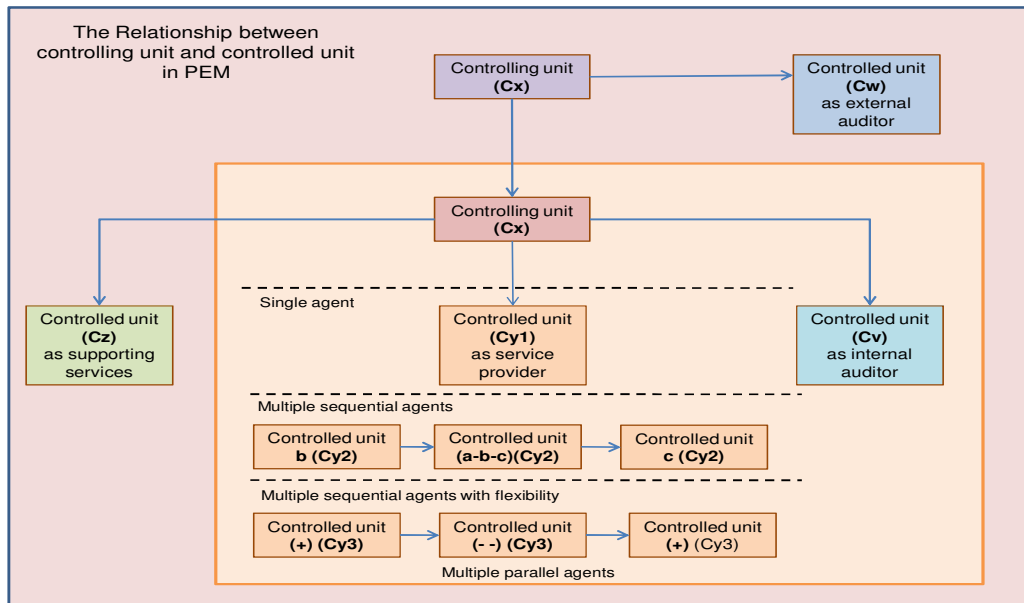 The Relationship between
controlling unit and controlled unit
in PEM
Controlling unit
(Cx)
Controlled unit
(Cw)
as external
auditor
Controlling unit
(Cx)
Single agent
Controlled unit
(Cz)
as supporting
services
Controlled unit
(Cy1)
as service
provider
Controlled unit
(Cv)
as internal
auditor
Multiple sequential agents
Controlled unit
b (Cy2)
Controlled unit
(a-b-c)(Cy2)
Controlled unit
c (Cy2)
Multiple sequential agents with flexibility
Controlled unit
(+) (Cy3)
Controlled unit
(- -) (Cy3)
Controlled unit
(+) (Cy3)
Multiple parallel agents